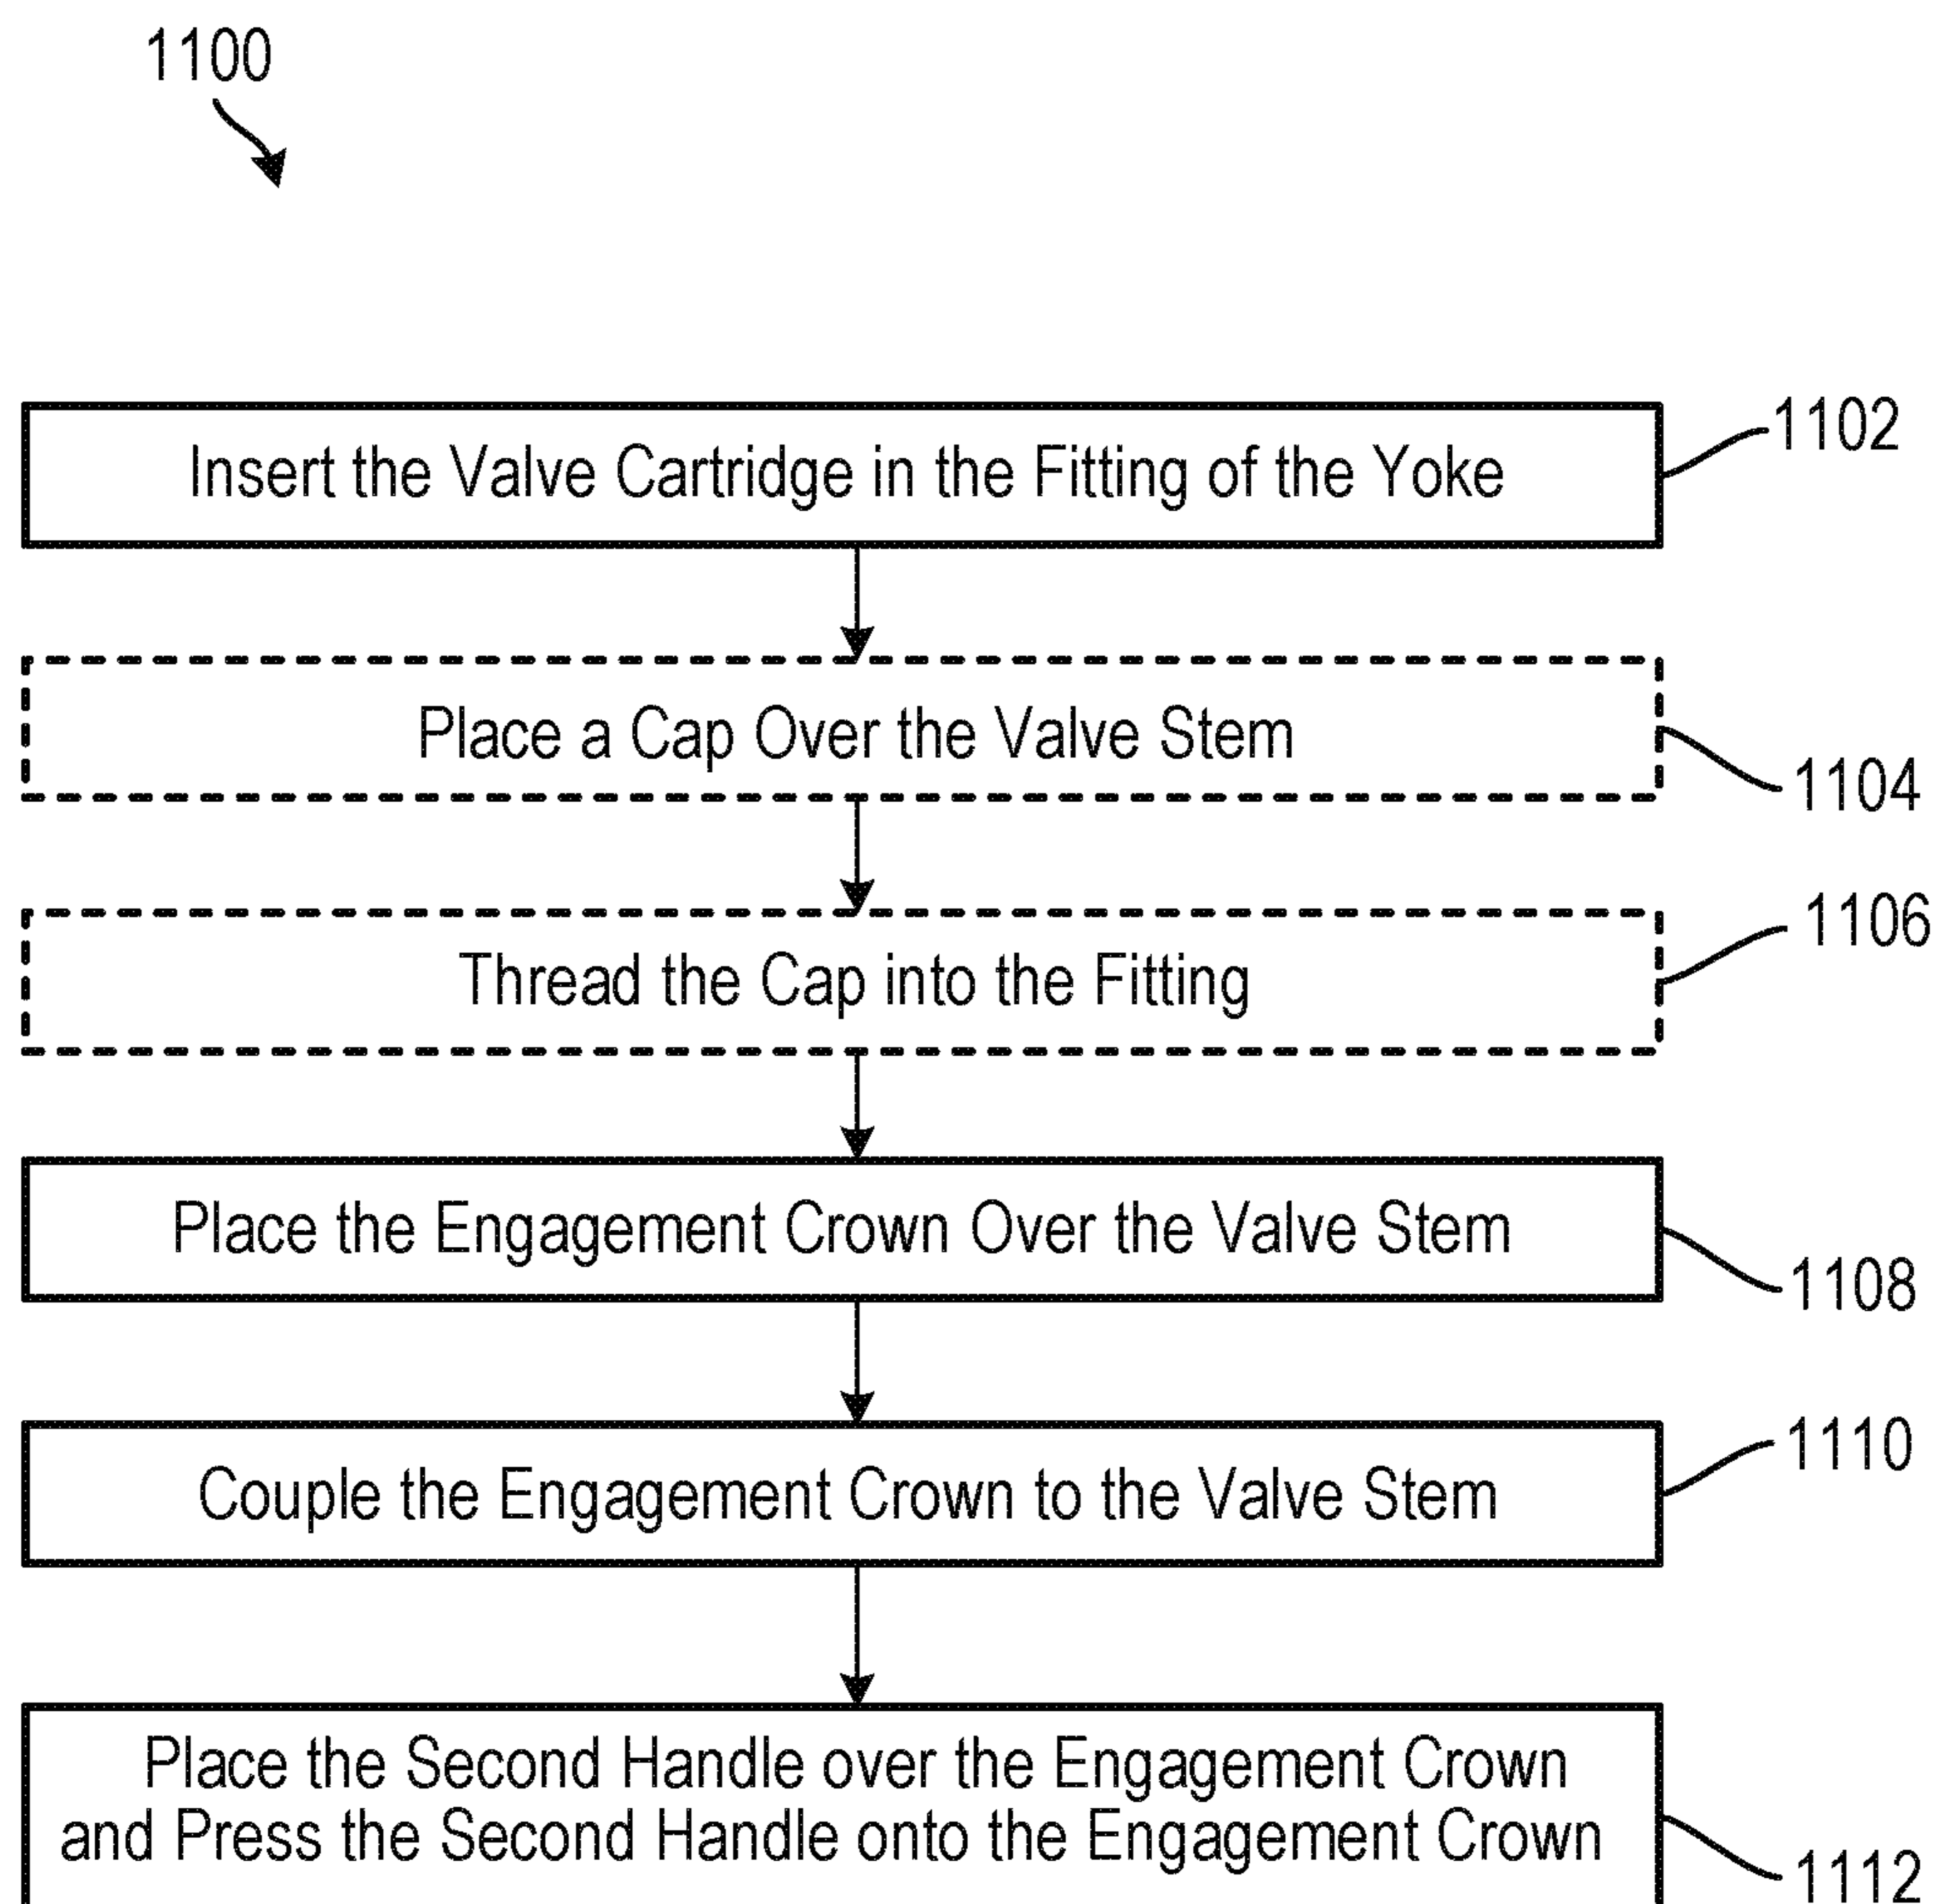 1100
Insert the Valve Cartridge in the Fitting of the Yoke
1102
Place a Cap Over the Valve Stem
1104
Thread the Cap into the Fitting
1106
Place the Engagement Crown Over the Valve Stem
1108
Couple the Engagement Crown to the Valve Stem
1110
Place the Second Handle over the Engagement Crown
and Press the Second Handle onto the Engagement Crown
1112